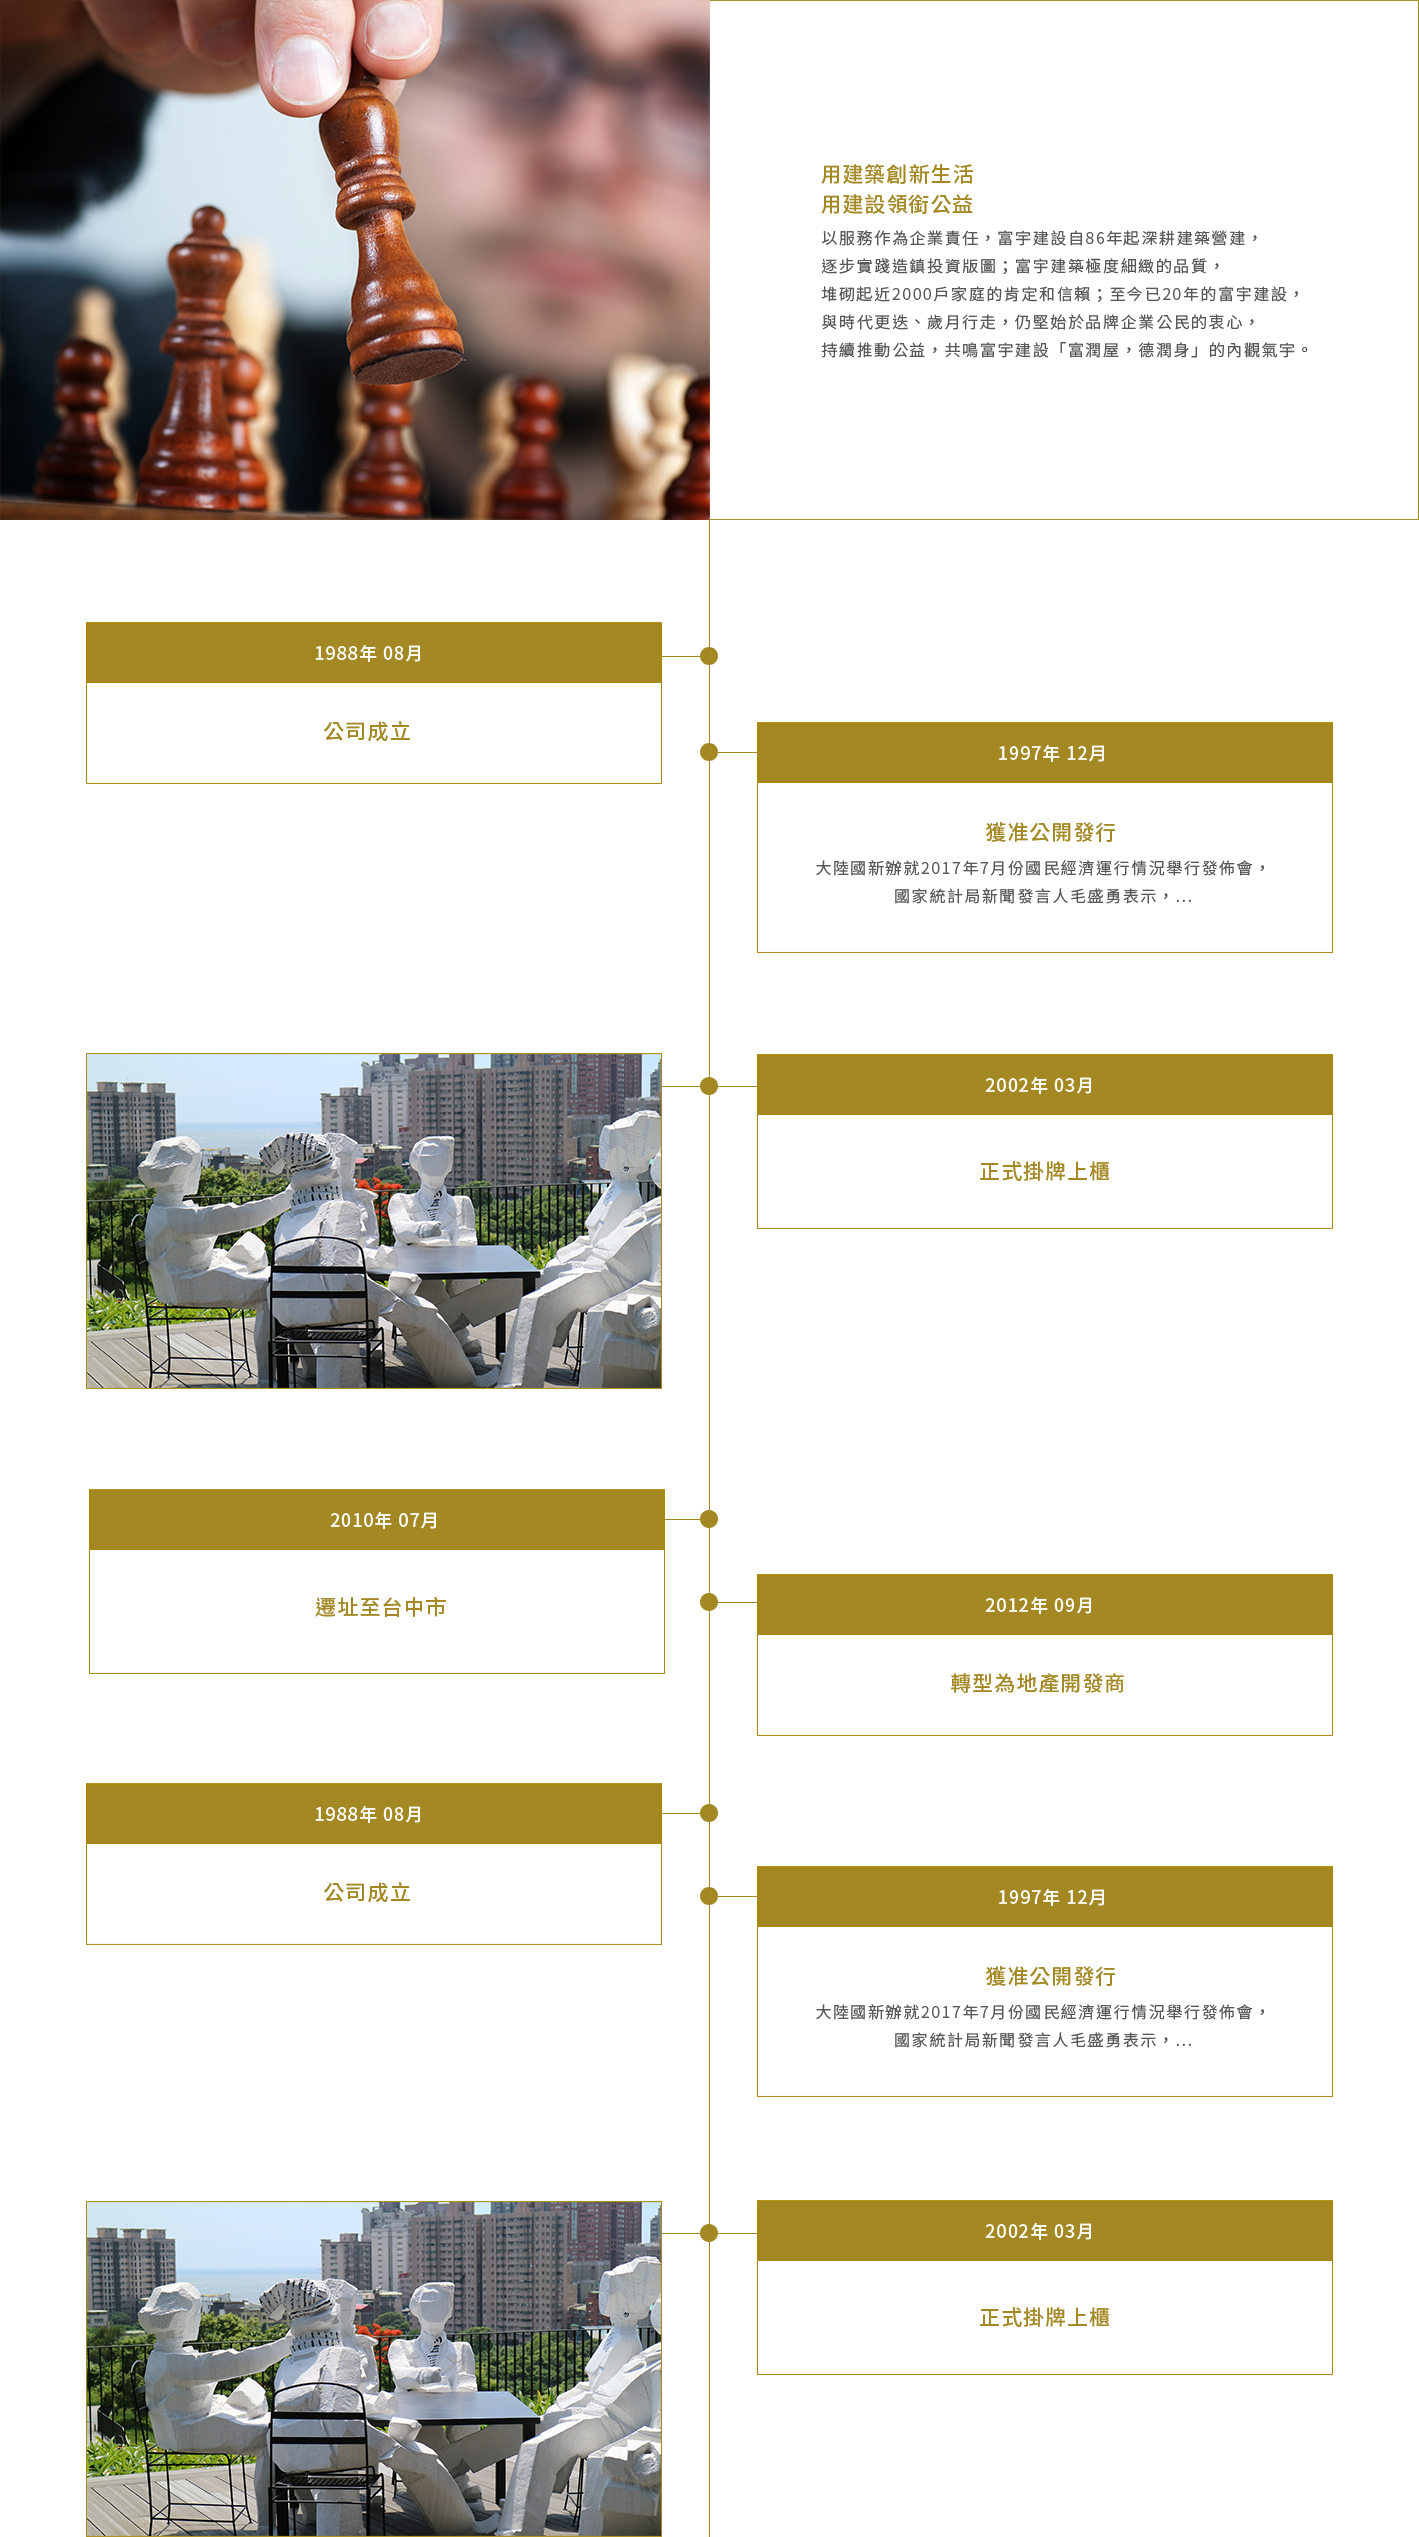 用建築創新生活
用建設領銜公益
以服務作為企業責任，富宇建設自86年起深耕建築營建，
逐步實踐造鎮投資版圖；富宇建築極度細緻的品質，
堆砌起近2000戶家庭的肯定和信賴；至今已20年的富宇建設，
與時代更迭、歲月行走，仍堅始於品牌企業公民的衷心，
持續推動公益，共鳴富宇建設「富潤屋，德潤身」的內觀氣宇。
1988年 08月
公司成立
1997年 12月
獲准公開發行
大陸國新辦就2017年7月份國民經濟運行情況舉行發佈會，
國家統計局新聞發言人毛盛勇表示，...
2002年 03月
正式掛牌上櫃
2010年 07月
遷址至台中市
2012年 09月
轉型為地產開發商
1988年 08月
公司成立
1997年 12月
獲准公開發行
大陸國新辦就2017年7月份國民經濟運行情況舉行發佈會，
國家統計局新聞發言人毛盛勇表示，...
2002年 03月
正式掛牌上櫃